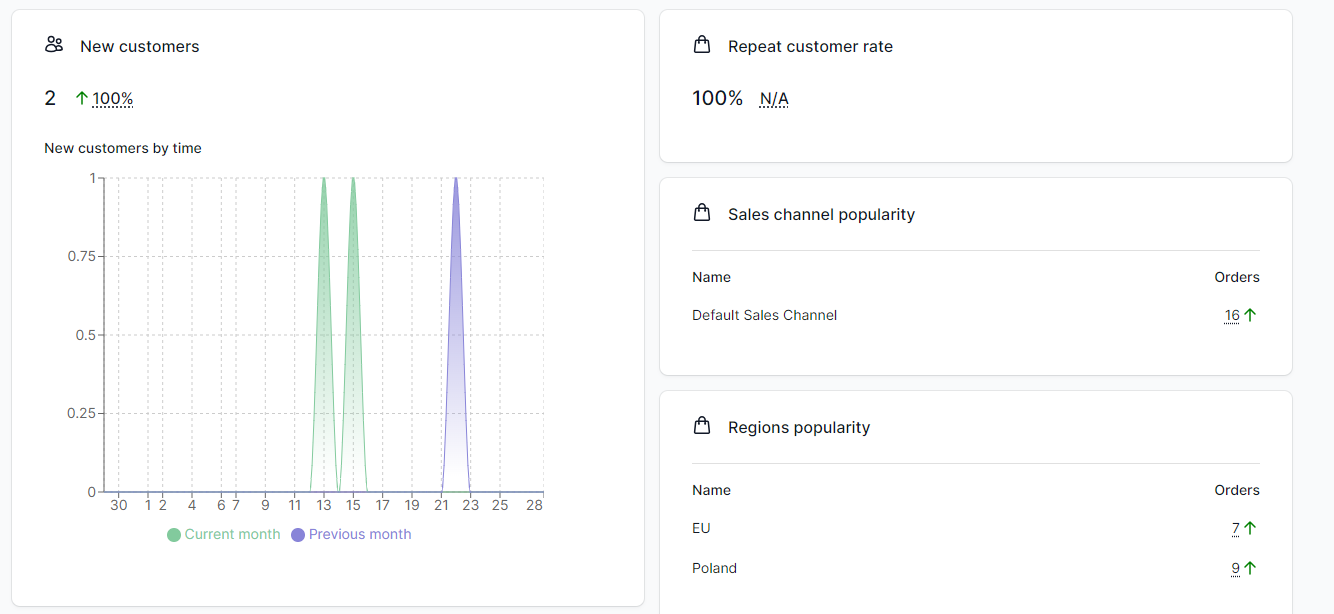 New customers
2 100%
New customers by time
1
0.75
0.5
0.25
0
30 1 2 4 6 7 9 11 13 15 17 19 21 23 25 28
Current month Previous month
Repeat customer rate
100% N/A
Sales channel popularity
Name Orders
Default Sales Channel 16
Regions popularity
Name Orders
EU 7
Poland 9